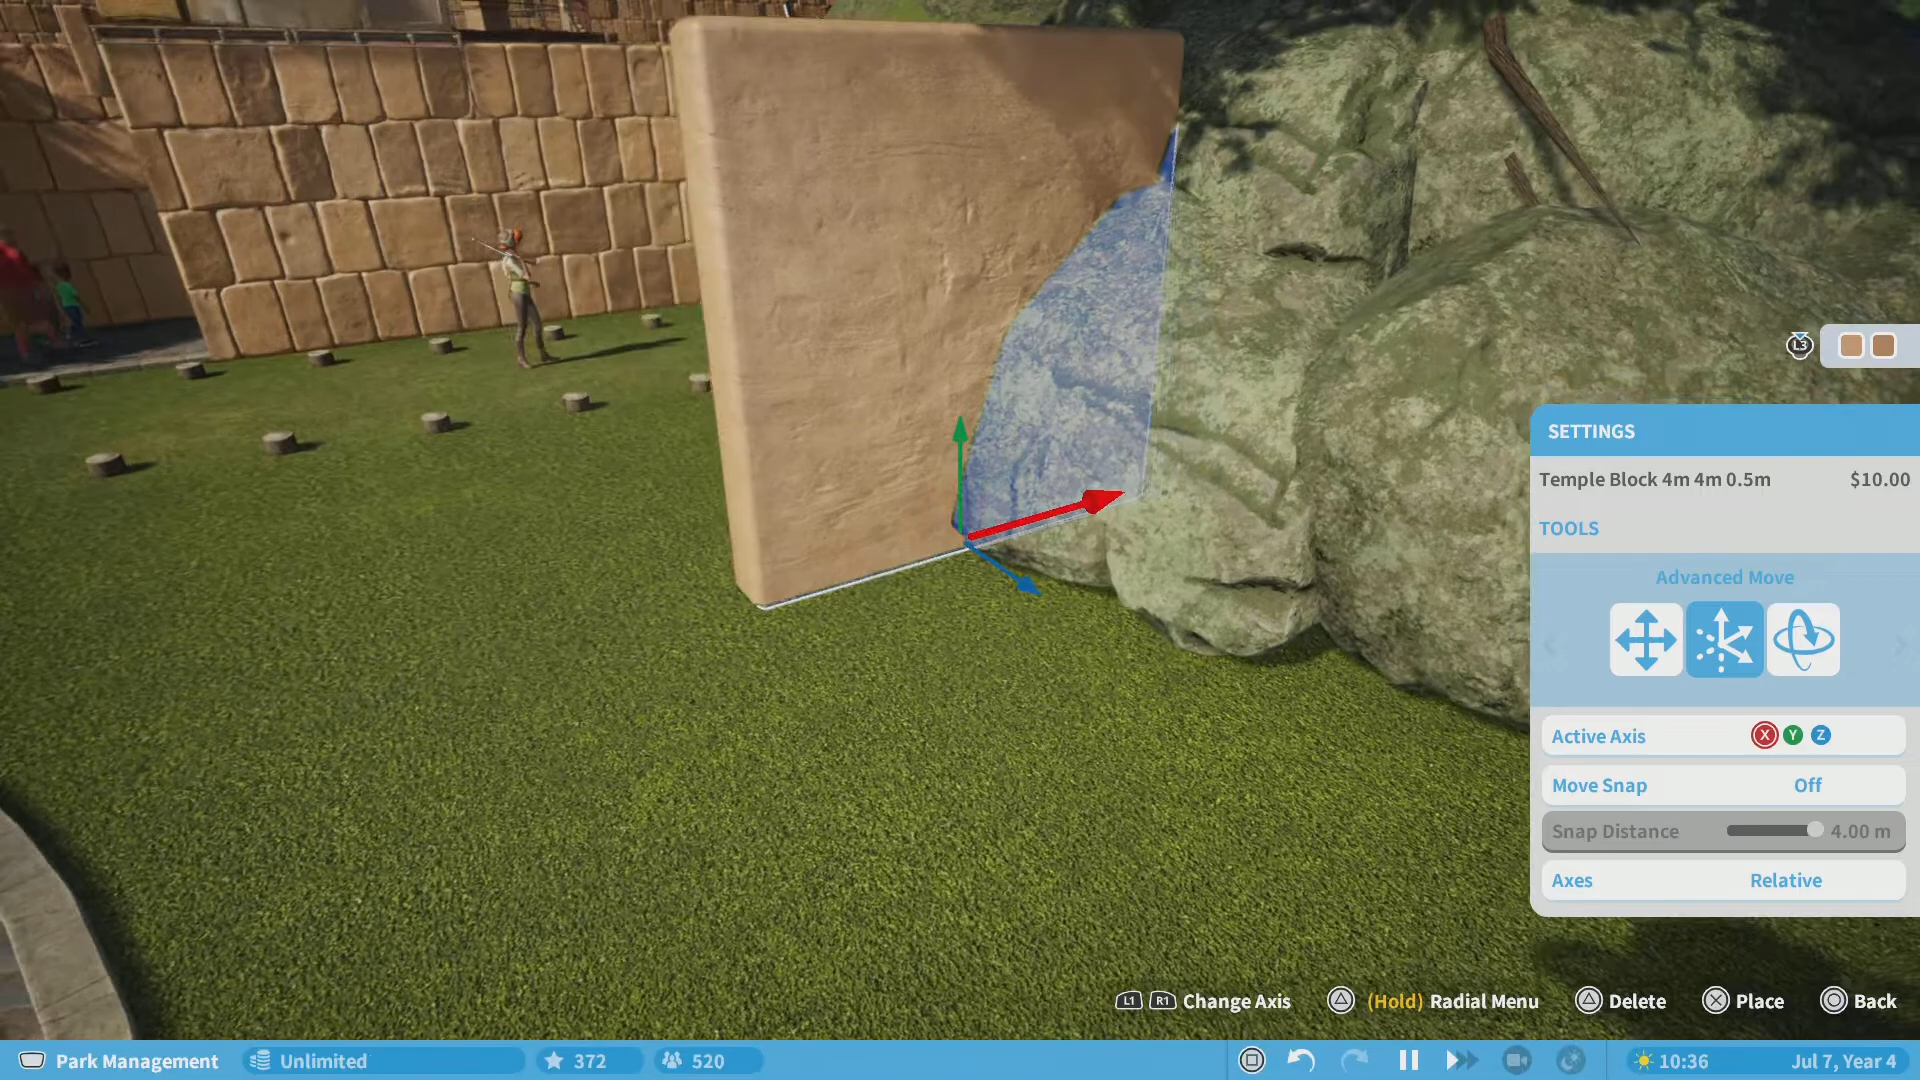 L3
SETTINGS
Temple Block 4m 4m 0.5m $10.00
TOOLS
Advanced Move
Active Axis X Y Z
Move Snap Off
Snap Distance 4.00 m
Axes Relative
L1 R1 Change Axis (Hold) Radial Menu Delete Place Back
Park Management Unlimited 372 520 10:36 Jul 7, Year 4